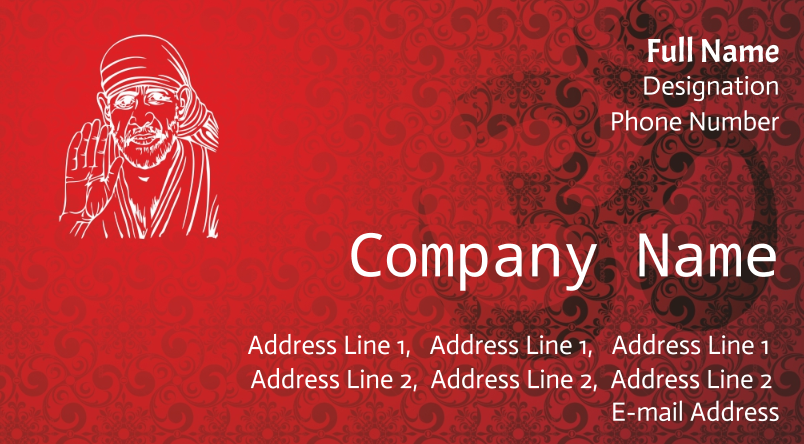 Full Name
Designation
Phone Number
Company Name
Address Line 1, Address Line 1, Address Line 1
Address Line 2, Address Line 2, Address Line 2
E-mail Address